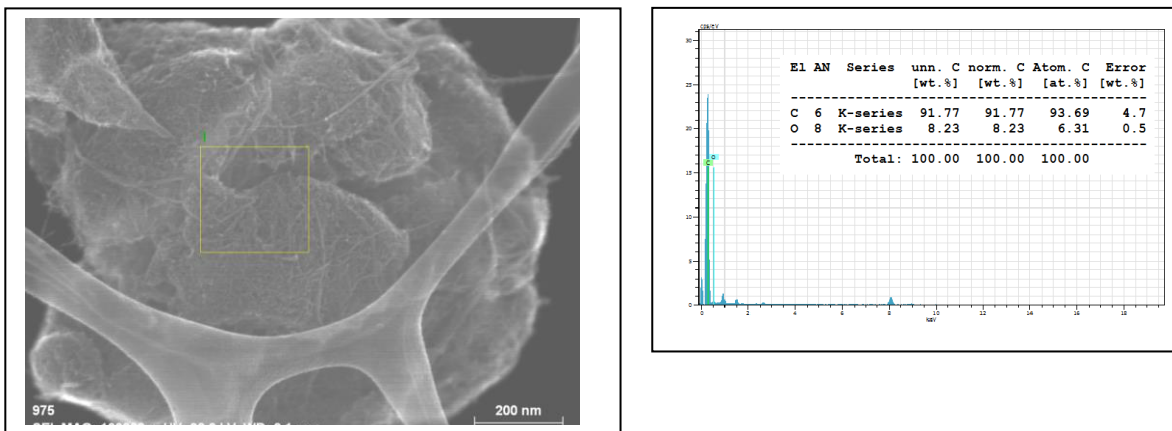 1
975
200 nm
cps/eV
30
25
20
15
10
5
0
El AN Series unn. C norm. C Atom. C Error
[wt.%] [wt.%] [at.%] [wt.%]
C 6 K-series 91.77 91.77 93.69 4.7
O 8 K-series 8.23 8.23 6.31 0.5
Total: 100.00 100.00 100.00
O
C
0 2 4 6 8 10 12 14 16 18
keV